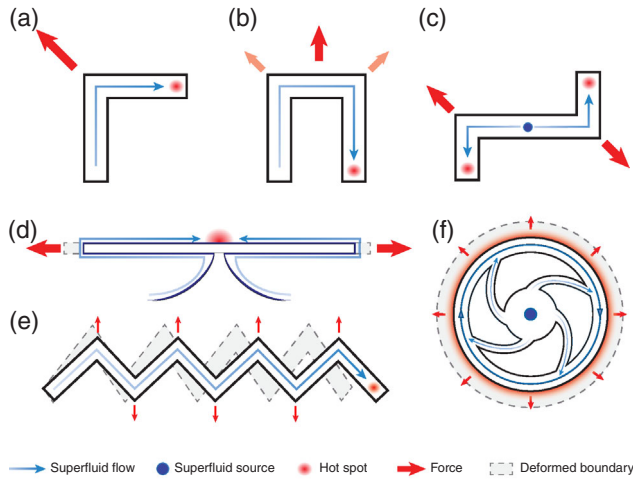 (a)
(b)
(c)
(d)
(f)
(e)
Superfluid flow
Superfluid source
Hot spot
Force
Deformed boundary